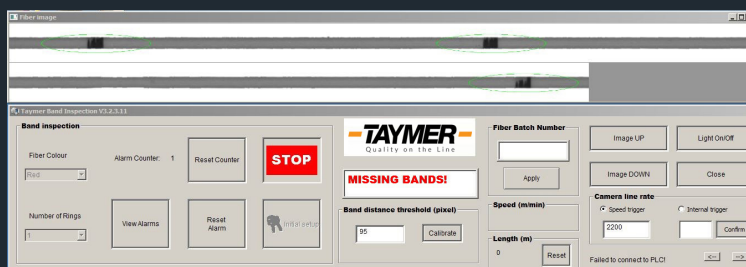 Fiber image
Taymer Band Inspection V3.2.3.11
Band inspection
Fiber Colour
Red
Alarm Counter: 1
Reset Counter
STOP
Number of Rings
1
View Alarms
Reset
Alarm
Initial setup
TAYMER
Quality on the Line
MISSING BANDS!
Band distance threshold (pixel)
95
Calibrate
Fiber Batch Number
Apply
Speed (m/min)
Length (m)
0
Reset
Image UP
Light On/Off
Image DOWN
Close
Camera line rate
Speed trigger
Internal trigger
2200
Confirm
Failed to connect to PLC!
<--
-->